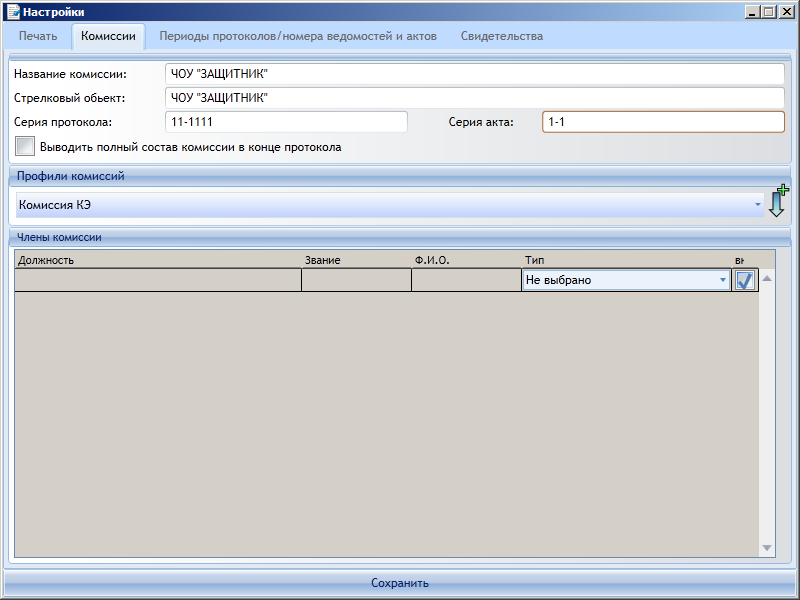 Настройки
Печать Комиссии Периоды протоколов/номера ведомостей и актов Свидетельства
Название комиссии: ЧОУ "ЗАЩИТНИК"
Стрелковый обьект: ЧОУ "ЗАЩИТНИК"
Серия протокола: 11-1111 Серия акта: 1-1
Выводить полный состав комиссии в конце протокола
Профили комиссий
Комиссия КЭ
Члены комиссии
Должность Звание Ф.И.О. Тип вк
Не выбрано
Сохранить